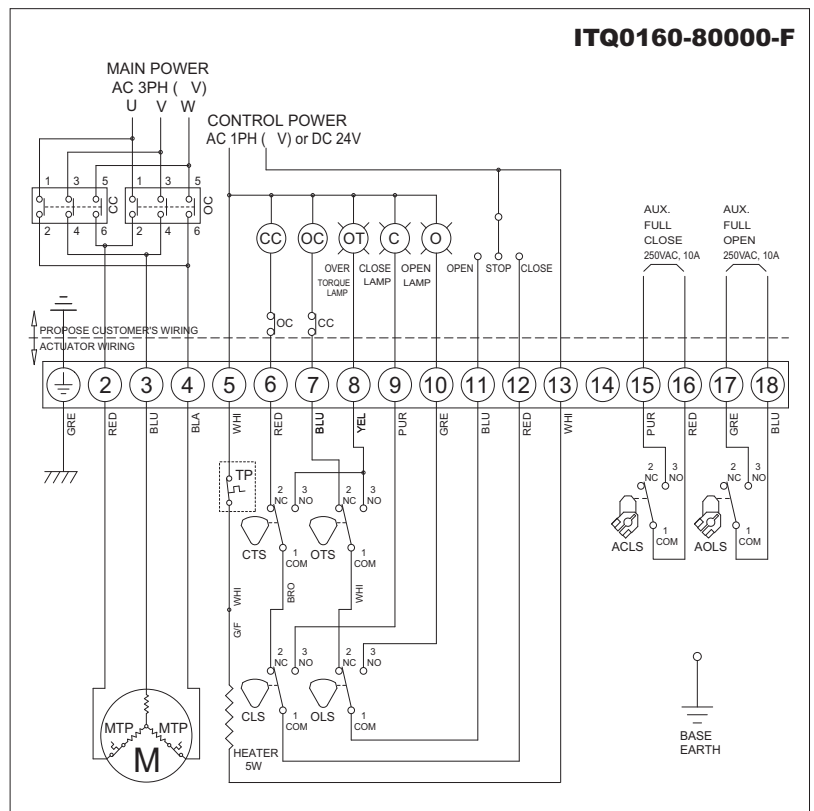 ITQ0160-80000-F
MAIN POWER
AC 3PH (   V)
U V W
CONTROL POWER
AC 1PH (   V) or DC 24V
1 3 5
CC
2 4 6
1 3 5
OC
2 4 6
CC OC OT C O
OVER
TORQUE
LAMP
CLOSE
LAMP
OPEN
LAMP
OPEN STOP CLOSE
AUX.
FULL
CLOSE
250VAC, 10A
AUX.
FULL
OPEN
250VAC, 10A
OC CC
PROPOSE CUSTOMER'S WIRING
ACTUATOR WIRING
2 3 4 5 6 7 8 9 10 11 12 13 14 15 16 17 18
GRE RED BLU BLA WHI RED BLU YEL PUR GRE BLU RED WHI PUR RED GRE BLU
TP
2 NC 3 NO
CTS
1 COM
2 NC 3 NO
OTS
1 COM
2 NC 3 NO
ACLS
1 COM
2 NC 3 NO
AOLS
1 COM
WHI BRO WHI
G/F
2 NC 3 NO
CLS
1 COM
2 NC 3 NO
OLS
1 COM
MTP MTP
M
HEATER
5W
BASE
EARTH